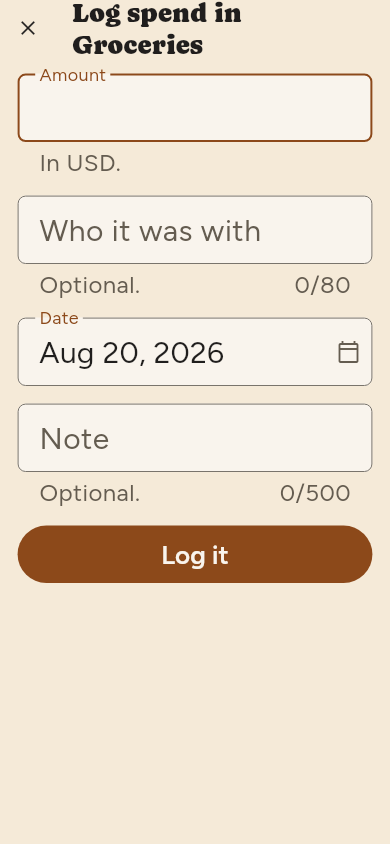 Log spend in
Groceries
Amount
In USD.
Who it was with
Optional. 0/80
Date
Aug 20, 2026
Note
Optional. 0/500
Log it